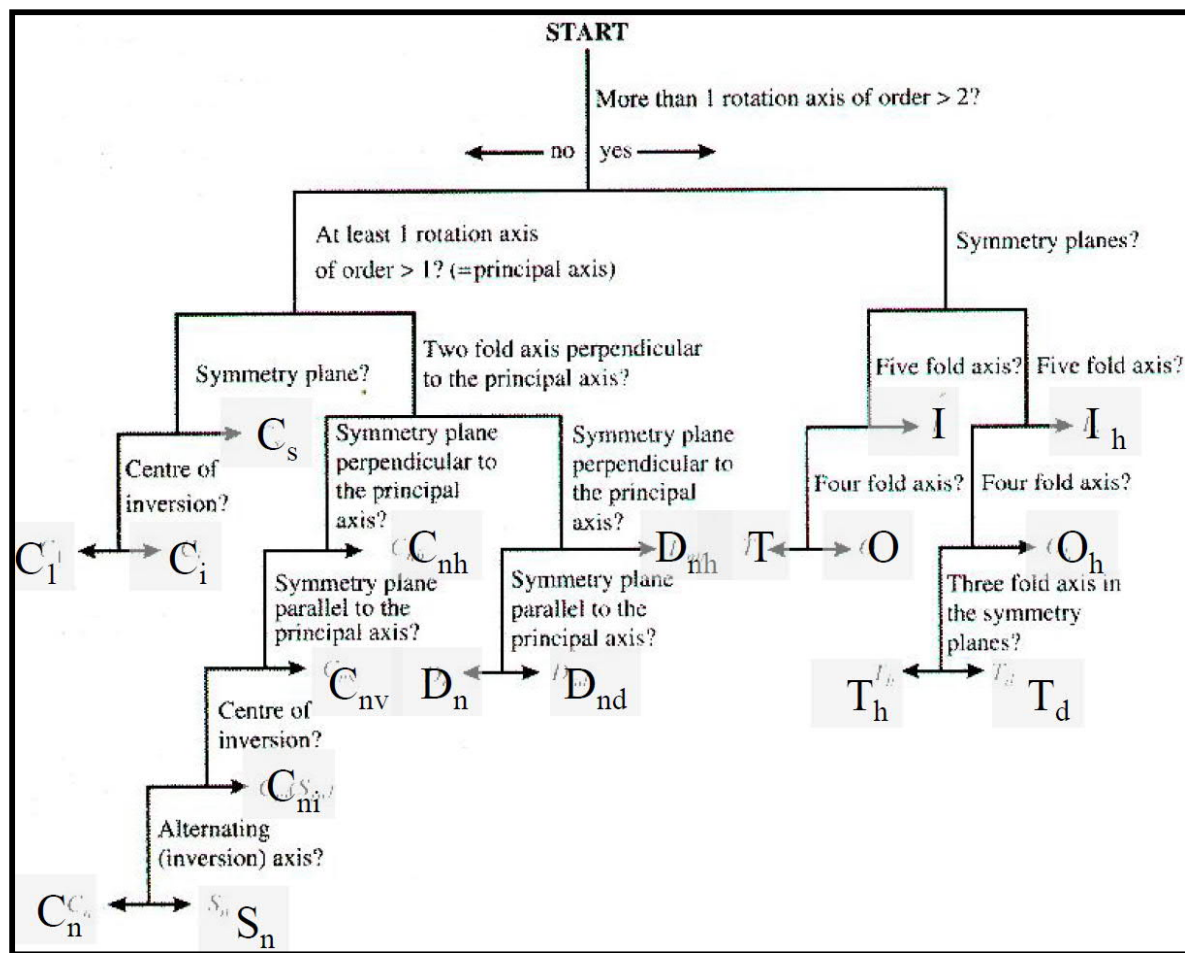 START
More than 1 rotation axis of order > 2?
no yes
At least 1 rotation axis
of order > 1? (=principal axis)
Symmetry planes?
Symmetry plane?
Two fold axis perpendicular
to the principal axis?
Five fold axis?
Five fold axis?
Cs
Symmetry plane
perpendicular to
the principal
axis?
Symmetry plane
perpendicular to
the principal
axis?
I
Ih
Centre of
inversion?
Four fold axis?
Four fold axis?
C1
Ci
Cnh
Dnh
T
O
Oh
Symmetry plane
parallel to the
principal axis?
Symmetry plane
parallel to the
principal axis?
Three fold axis in
the symmetry
planes?
Cnv
Dn
Dnd
Th
Td
Centre of
inversion?
Cni
Alternating
(inversion) axis?
Cn
Sn